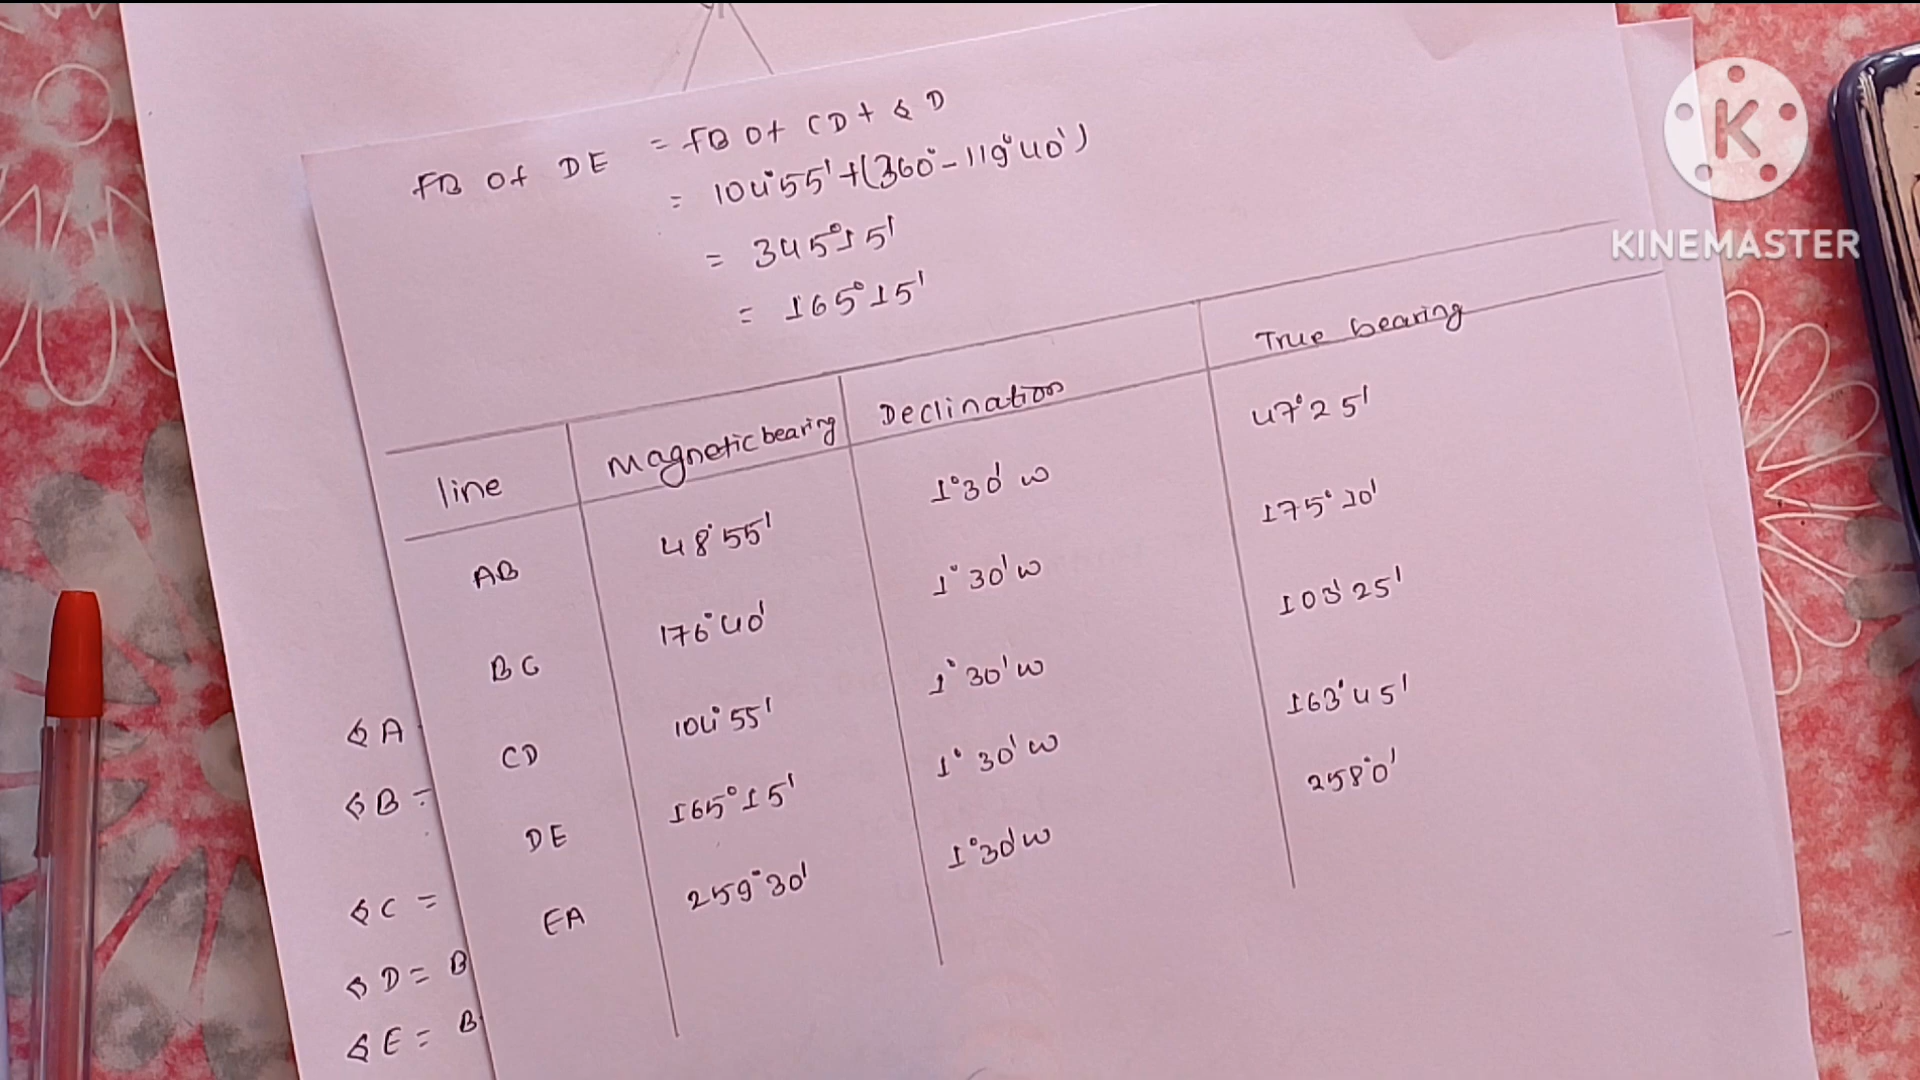 FB Of DE = FB Of CD + ∠D
= 104°55' + (360° - 119°40')
= 345°15'
= 165°15'
line Magnetic bearing Declination True bearing
AB 48°55' 1°30' W 47°25'
BC 176°40' 1°30' W 175°10'
CD 104°55' 1°30' W 103°25'
DE 165°15' 1°30' W 163°45'
EA 259°30' 1°30' W 258°0'
∠A
∠B =
∠C =
∠D = B
∠E = B
K
KINEMASTER